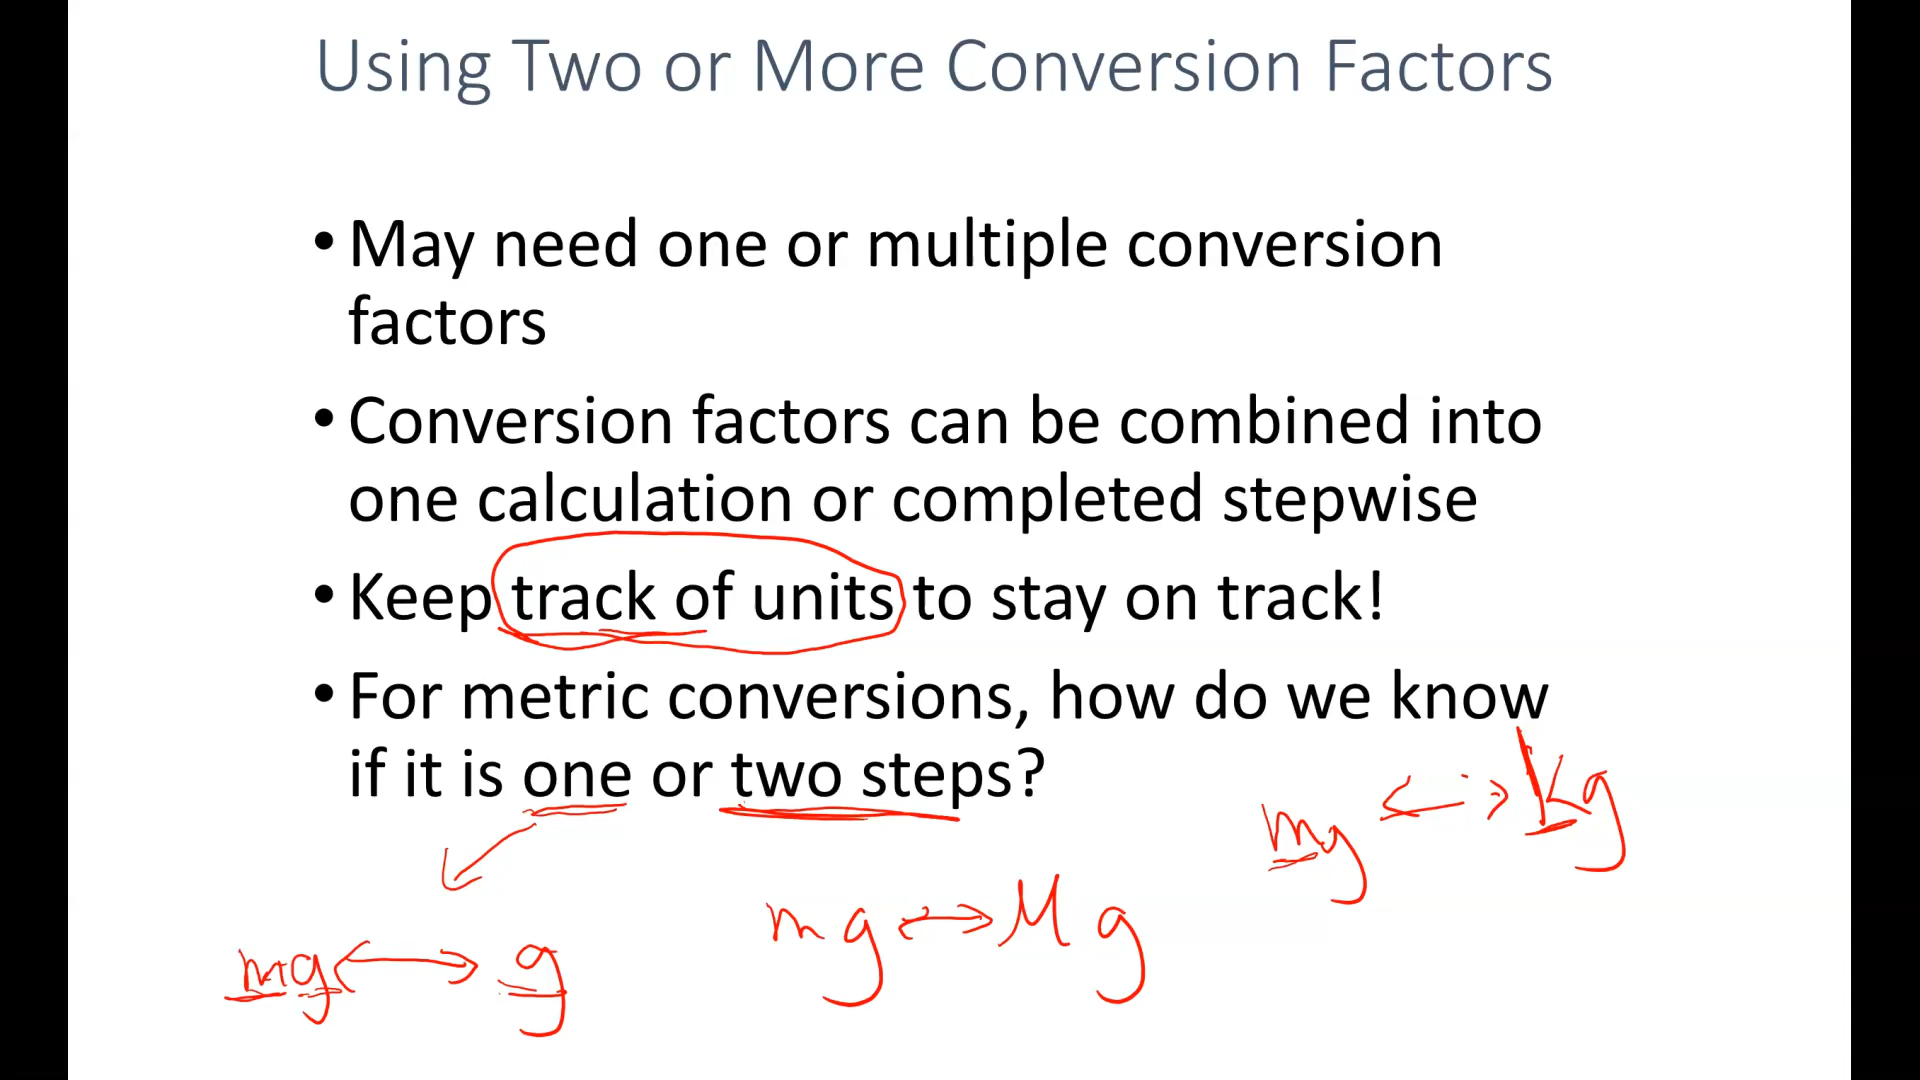 Using Two or More Conversion Factors
• May need one or multiple conversion
factors
• Conversion factors can be combined into
one calculation or completed stepwise
• Keep track of units to stay on track!
• For metric conversions, how do we know
if it is one or two steps?
mg ↔ kg
mg ↔ Mg
mg ↔ g